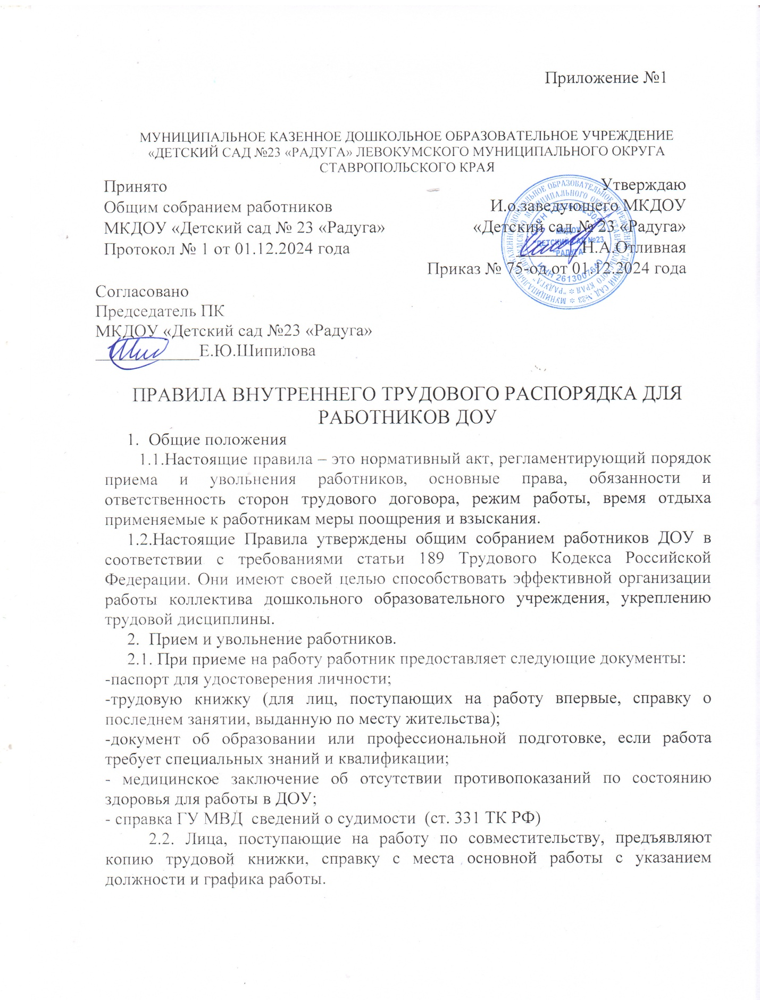 Приложение №1
МУНИЦИПАЛЬНОЕ КАЗЕННОЕ ДОШКОЛЬНОЕ ОБРАЗОВАТЕЛЬНОЕ УЧРЕЖДЕНИЕ
«ДЕТСКИЙ САД №23 «РАДУГА» ЛЕВОКУМСКОГО МУНИЦИПАЛЬНОГО ОКРУГА
СТАВРОПОЛЬСКОГО КРАЯ
Принято
Общим собранием работников
МКДОУ «Детский сад № 23 «Радуга»
Протокол № 1 от 01.12.2024 года
Утверждаю
И.о.заведующего МКДОУ
«Детский сад № 23 «Радуга»
_______Н.А.Отливная
Приказ № 75-од от 01.12.2024 года
МКДОУ
"ДЕТСКИЙ САД №23
"РАДУГА"
ИНН 2613007640
Согласовано
Председатель ПК
МКДОУ «Детский сад №23 «Радуга»
____________Е.Ю.Шипилова
ПРАВИЛА ВНУТРЕННЕГО ТРУДОВОГО РАСПОРЯДКА ДЛЯ
РАБОТНИКОВ ДОУ
1. Общие положения
1.1.Настоящие правила – это нормативный акт, регламентирующий порядок
приема и увольнения работников, основные права, обязанности и
ответственность сторон трудового договора, режим работы, время отдыха
применяемые к работникам меры поощрения и взыскания.
1.2.Настоящие Правила утверждены общим собранием работников ДОУ в
соответствии с требованиями статьи 189 Трудового Кодекса Российской
Федерации. Они имеют своей целью способствовать эффективной организации
работы коллектива дошкольного образовательного учреждения, укреплению
трудовой дисциплины.
2. Прием и увольнение работников.
2.1. При приеме на работу работник предоставляет следующие документы:
-паспорт для удостоверения личности;
-трудовую книжку (для лиц, поступающих на работу впервые, справку о
последнем занятии, выданную по месту жительства);
-документ об образовании или профессиональной подготовке, если работа
требует специальных знаний и квалификации;
- медицинское заключение об отсутствии противопоказаний по состоянию
здоровья для работы в ДОУ;
- справка ГУ МВД сведений о судимости (ст. 331 ТК РФ)
2.2. Лица, поступающие на работу по совместительству, предъявляют
копию трудовой книжки, справку с места основной работы с указанием
должности и графика работы.